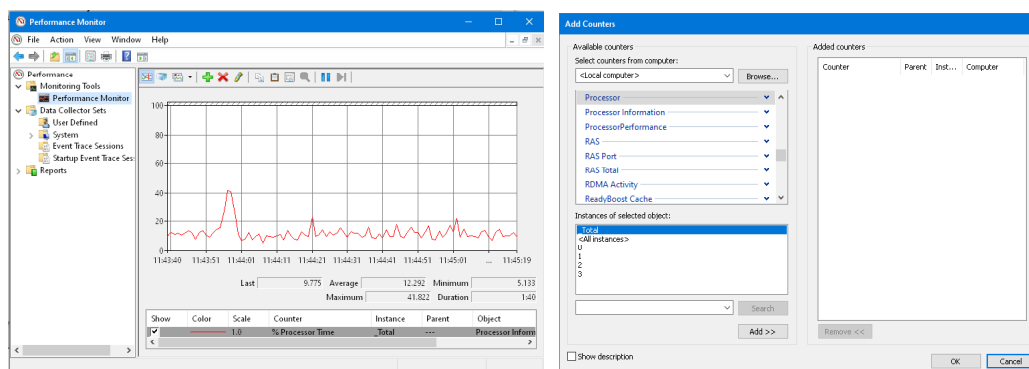 Performance Monitor
File Action View Window Help
Performance
Monitoring Tools
Performance Monitor
Data Collector Sets
User Defined
System
Event Trace Sessions
Startup Event Trace Ses
Reports
100
80
60
40
20
0
11:43:40 11:43:51 11:44:01 11:44:11 11:44:21 11:44:31 11:44:41 11:44:51 11:45:01 ... 11:45:19
Last 9.775 Average 12.292 Minimum 5.133
Maximum 41.822 Duration 1:40
Show Color Scale Counter Instance Parent Object
1.0 % Processor Time _Total --- Processor Inform
Add Counters
Available counters
Select counters from computer:
<Local computer> Browse...
Processor
Processor Information
ProcessorPerformance
RAS
RAS Port
RAS Total
RDMA Activity
ReadyBoost Cache
Instances of selected object:
_Total
<All instances>
0
1
2
3
Search
Add >>
Show description
Added counters
Counter Parent Inst... Computer
Remove <<
OK Cancel